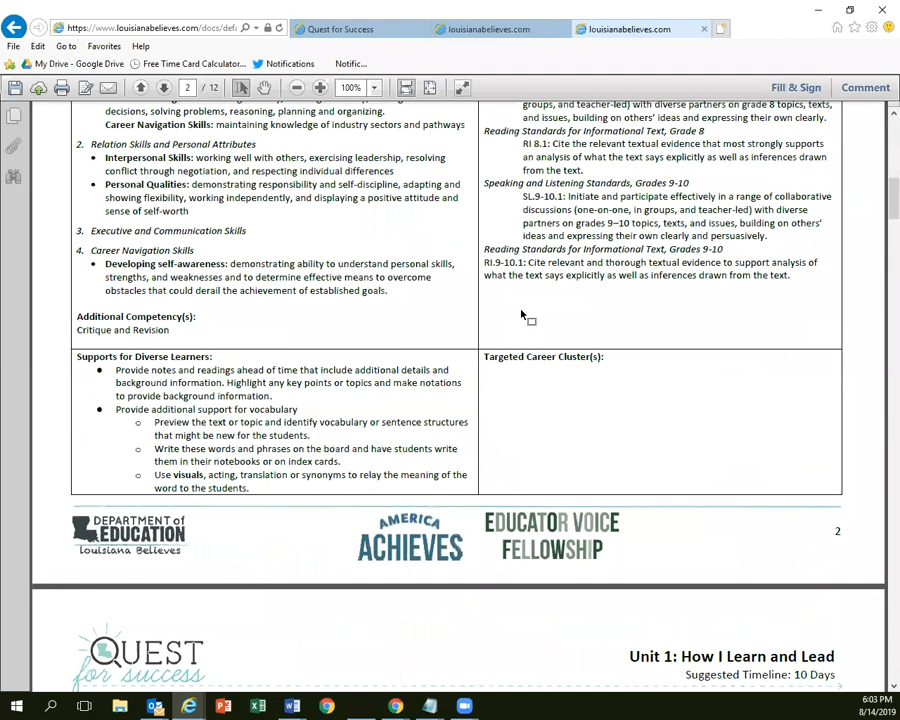 https://www.louisianabelieves.com/docs/defa
Quest for Success
louisianabelieves.com
louisianabelieves.com
File Edit Go to Favorites Help
My Drive - Google Drive
Free Time Card Calculator...
Notifications
Notific...
2 / 12
100%
Fill & Sign
Comment
decisions, solving problems, reasoning, planning and organizing.
Career Navigation Skills: maintaining knowledge of industry sectors and pathways
2. Relation Skills and Personal Attributes
Interpersonal Skills: working well with others, exercising leadership, resolving
conflict through negotiation, and respecting individual differences
Personal Qualities: demonstrating responsibility and self-discipline, adapting and
showing flexibility, working independently, and displaying a positive attitude and
sense of self-worth
3. Executive and Communication Skills
4. Career Navigation Skills
Developing self-awareness: demonstrating ability to understand personal skills,
strengths, and weaknesses and to determine effective means to overcome
obstacles that could derail the achievement of established goals.
Additional Competency(s):
Critique and Revision
groups, and teacher-led) with diverse partners on grade 8 topics, texts,
and issues, building on others' ideas and expressing their own clearly.
Reading Standards for Informational Text, Grade 8
RI 8.1: Cite the relevant textual evidence that most strongly supports
an analysis of what the text says explicitly as well as inferences drawn
from the text.
Speaking and Listening Standards, Grades 9-10
SL.9-10.1: Initiate and participate effectively in a range of collaborative
discussions (one-on-one, in groups, and teacher-led) with diverse
partners on grades 9–10 topics, texts, and issues, building on others'
ideas and expressing their own clearly and persuasively.
Reading Standards for Informational Text, Grades 9-10
RI.9-10.1: Cite relevant and thorough textual evidence to support analysis of
what the text says explicitly as well as inferences drawn from the text.
Supports for Diverse Learners:
Provide notes and readings ahead of time that include additional details and
background information. Highlight any key points or topics and make notations
to provide background information.
Provide additional support for vocabulary
Preview the text or topic and identify vocabulary or sentence structures
that might be new for the students.
Write these words and phrases on the board and have students write
them in their notebooks or on index cards.
Use visuals, acting, translation or synonyms to relay the meaning of the
word to the students.
Targeted Career Cluster(s):
DEPARTMENT of
EDUCATION
Louisiana Believes
AMERICA
ACHIEVES
EDUCATOR VOICE
FELLOWSHIP
2
QUEST
for success
Unit 1: How I Learn and Lead
Suggested Timeline: 10 Days
6:03 PM
8/14/2019